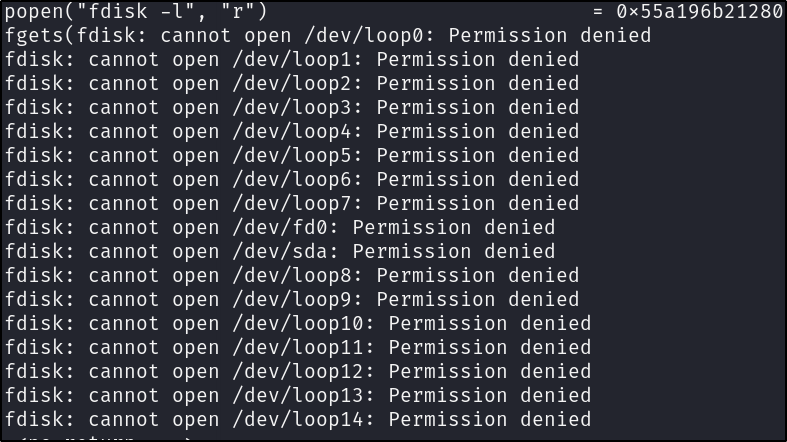 popen("fdisk -l", "r") = 0×55a196b21280
fgets(fdisk: cannot open /dev/loop0: Permission denied
fdisk: cannot open /dev/loop1: Permission denied
fdisk: cannot open /dev/loop2: Permission denied
fdisk: cannot open /dev/loop3: Permission denied
fdisk: cannot open /dev/loop4: Permission denied
fdisk: cannot open /dev/loop5: Permission denied
fdisk: cannot open /dev/loop6: Permission denied
fdisk: cannot open /dev/loop7: Permission denied
fdisk: cannot open /dev/fd0: Permission denied
fdisk: cannot open /dev/sda: Permission denied
fdisk: cannot open /dev/loop8: Permission denied
fdisk: cannot open /dev/loop9: Permission denied
fdisk: cannot open /dev/loop10: Permission denied
fdisk: cannot open /dev/loop11: Permission denied
fdisk: cannot open /dev/loop12: Permission denied
fdisk: cannot open /dev/loop13: Permission denied
fdisk: cannot open /dev/loop14: Permission denied